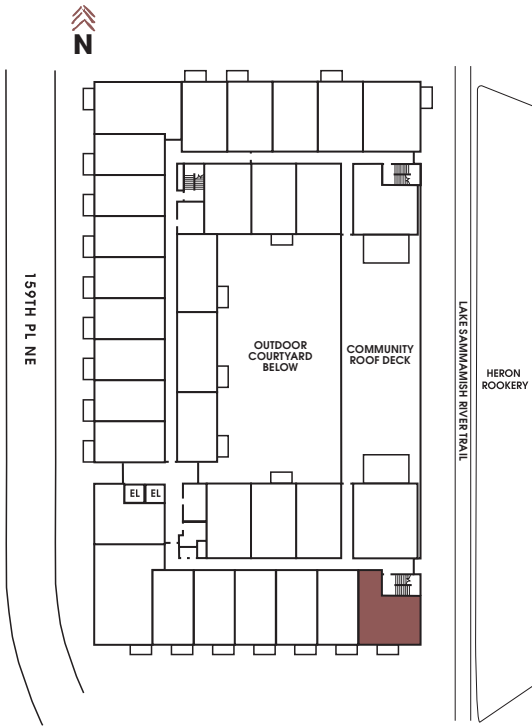 N
159TH PL NE
OUTDOOR
COURTYARD
BELOW
COMMUNITY
ROOF DECK
LAKE SAMMAMISH RIVER TRAIL
HERON
ROOKERY
EL
EL